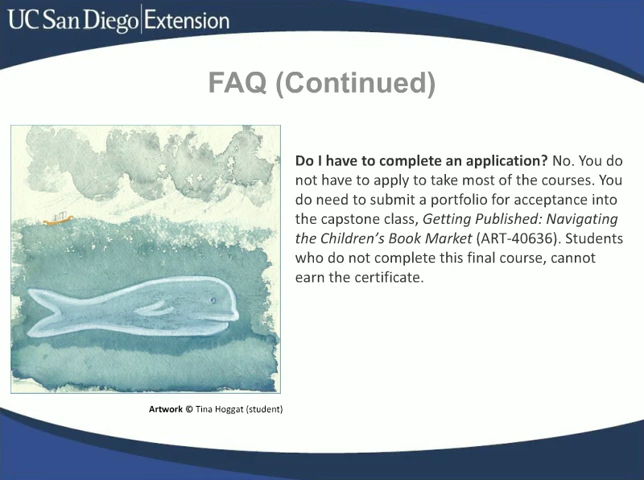 UC San Diego Extension
FAQ (Continued)
Do I have to complete an application? No. You do
not have to apply to take most of the courses. You
do need to submit a portfolio for acceptance into
the capstone class, Getting Published: Navigating
the Children's Book Market (ART-40636). Students
who do not complete this final course, cannot
earn the certificate.
Artwork © Tina Hoggat (student)